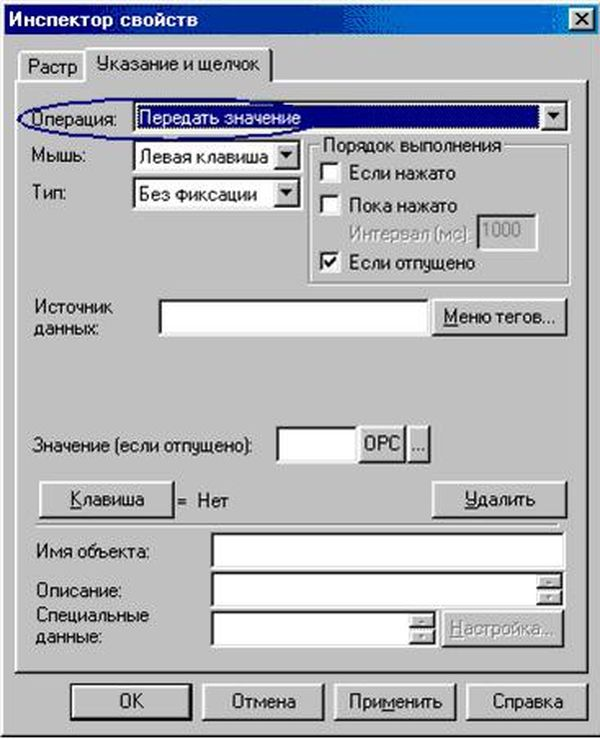 Инспектор свойств
Растр Указание и щелчок
Операция: Передать значение
Мышь: Левая клавиша
Тип: Без фиксации
Порядок выполнения
Если нажато
Пока нажато
Интервал (мс): 1000
Если отпущено
Источник
данных:
Меню тегов...
Значение (если отпущено): OPC ...
Клавиша = Нет Удалить
Имя объекта:
Описание:
Специальные
данные:
Настройка...
OK Отмена Применить Справка